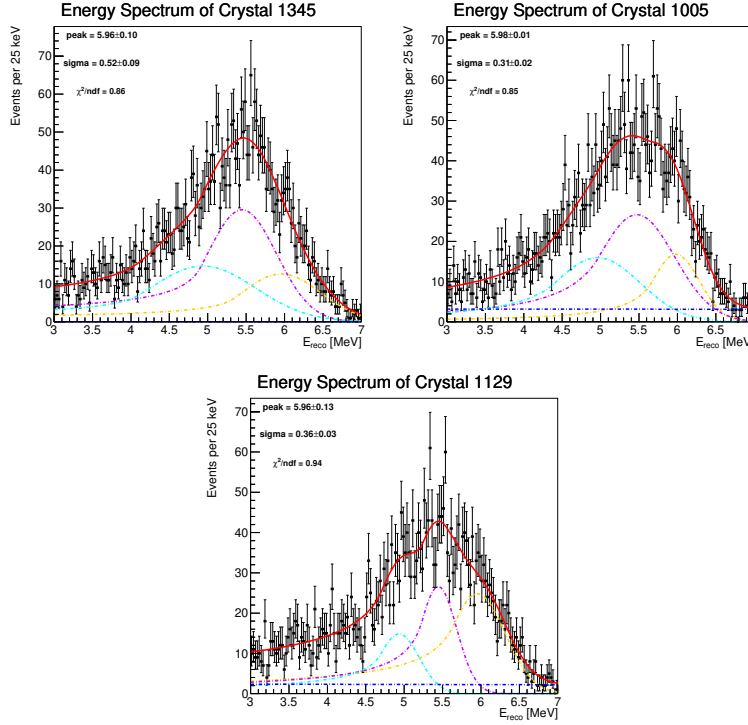 Energy Spectrum of Crystal 1345
peak = 5.96±0.10
sigma = 0.52±0.09
χ²/ndf = 0.86
Events per 25 keV
70
60
50
40
30
20
10
0
3 3.5 4 4.5 5 5.5 6 6.5 7
E_reco [MeV]
Energy Spectrum of Crystal 1005
peak = 5.98±0.01
sigma = 0.31±0.02
χ²/ndf = 0.85
Events per 25 keV
70
60
50
40
30
20
10
0
3 3.5 4 4.5 5 5.5 6 6.5
E_reco [MeV]
Energy Spectrum of Crystal 1129
peak = 5.96±0.13
sigma = 0.36±0.03
χ²/ndf = 0.94
Events per 25 keV
70
60
50
40
30
20
10
0
3 3.5 4 4.5 5 5.5 6 6.5 7
E_reco [MeV]